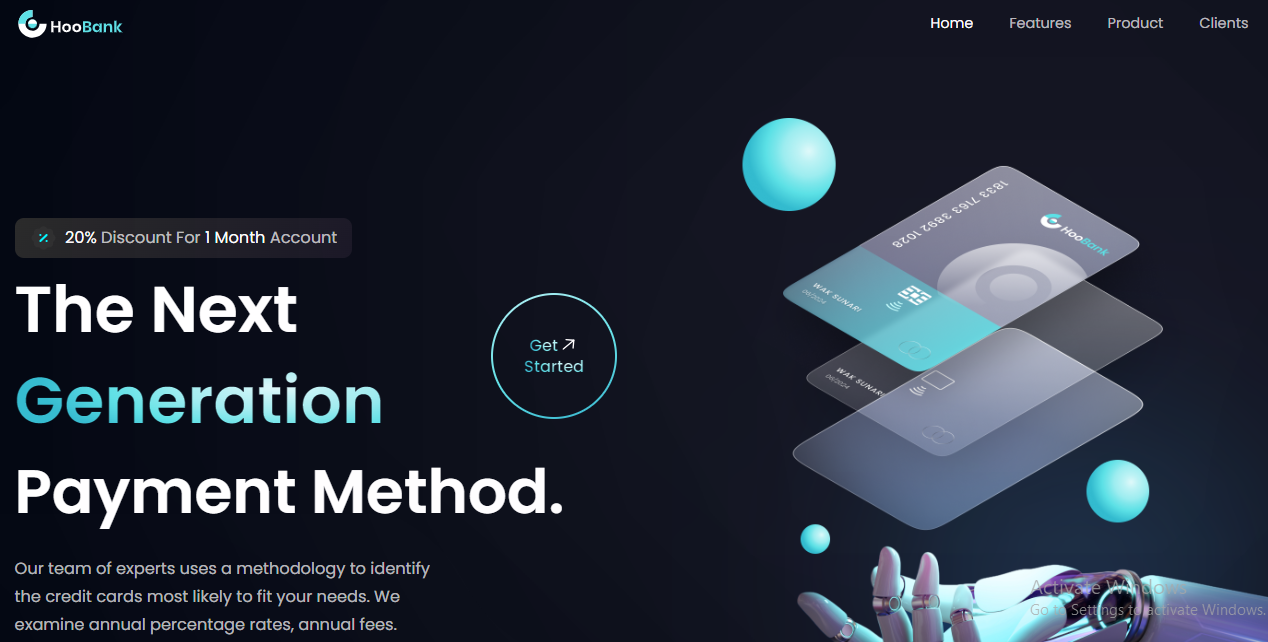 HooBank
Home Features Product Clients
20% Discount For 1 Month Account
The Next
Generation
Payment Method.
Get
Started
Our team of experts uses a methodology to identify
the credit cards most likely to fit your needs. We
examine annual percentage rates, annual fees.
1833 7163 3892 1028
HooBank
WAK SUNARI
06/2024
WAK SUNARI
06/2024
Activate Windows
Go to Settings to activate Windows.